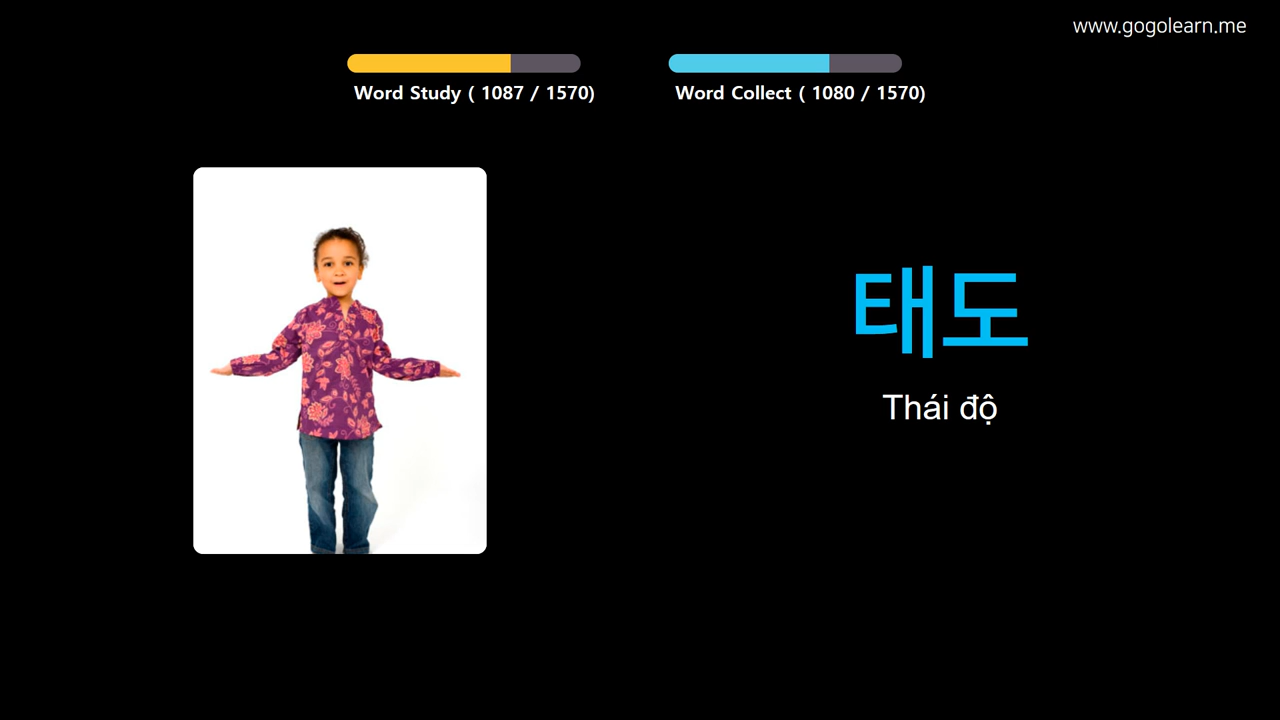 www.gogolearn.me
Word Study ( 1087 / 1570)
Word Collect ( 1080 / 1570)
태도
Thái độ